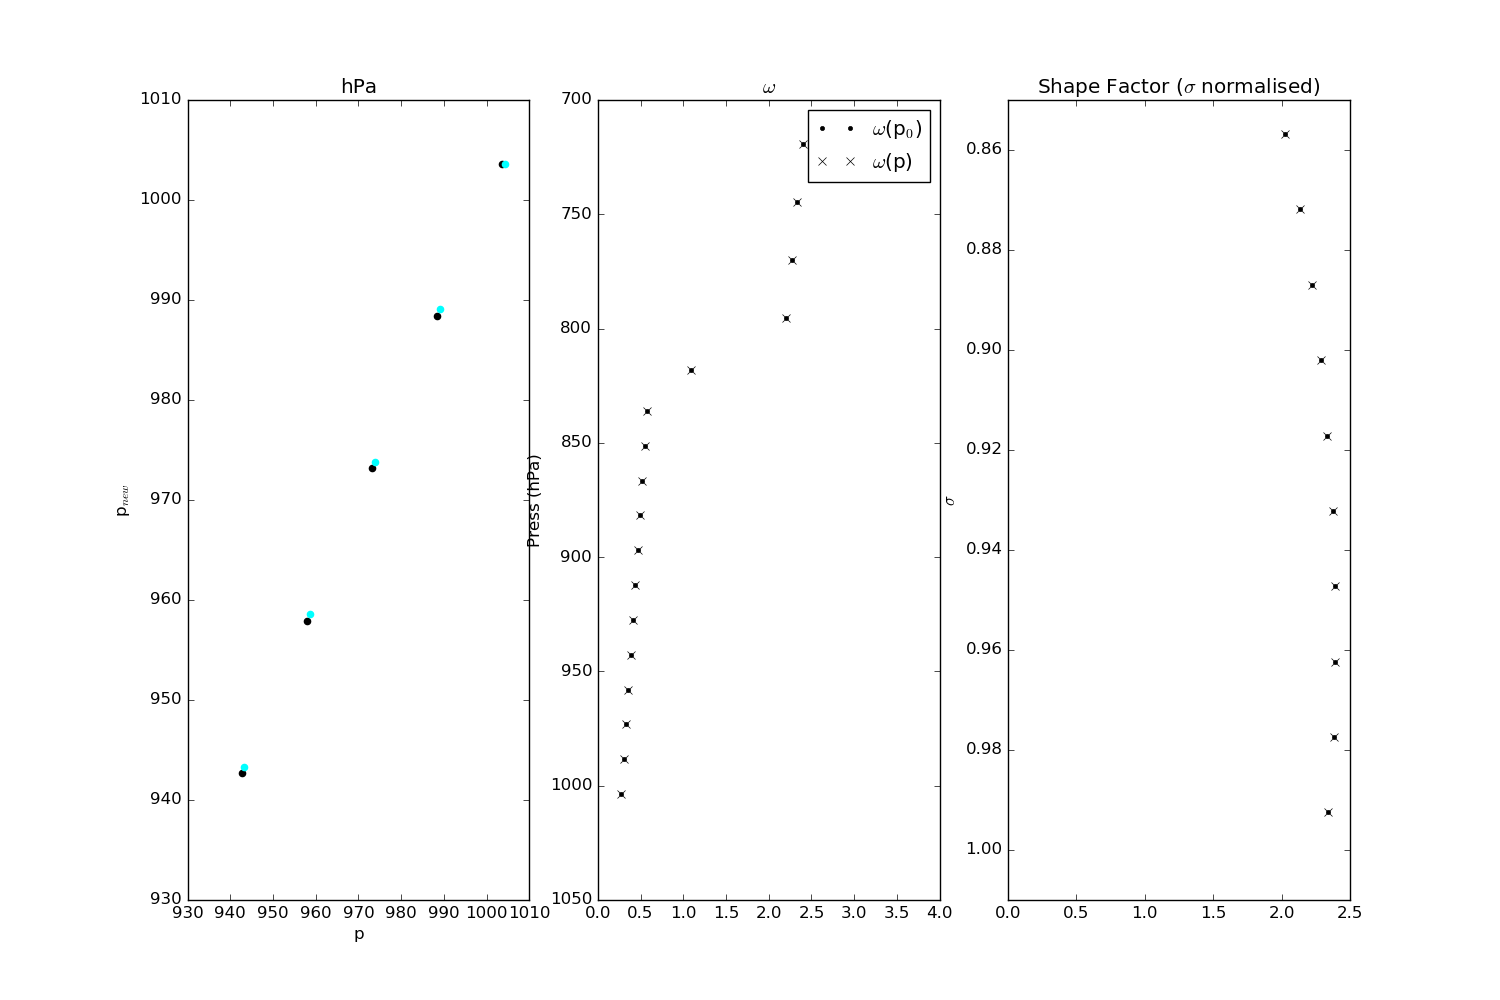 hPa
1010
1000
990
980
970
960
950
940
930
p_new
930 940 950 960 970 980 990 1000 1010
p
ω
700
750
800
850
900
950
1000
1050
Press (hPa)
ω(p₀)
ω(p)
0.0 0.5 1.0 1.5 2.0 2.5 3.0 3.5 4.0
Shape Factor (σ normalised)
0.86
0.88
0.90
0.92
0.94
0.96
0.98
1.00
σ
0.0 0.5 1.0 1.5 2.0 2.5